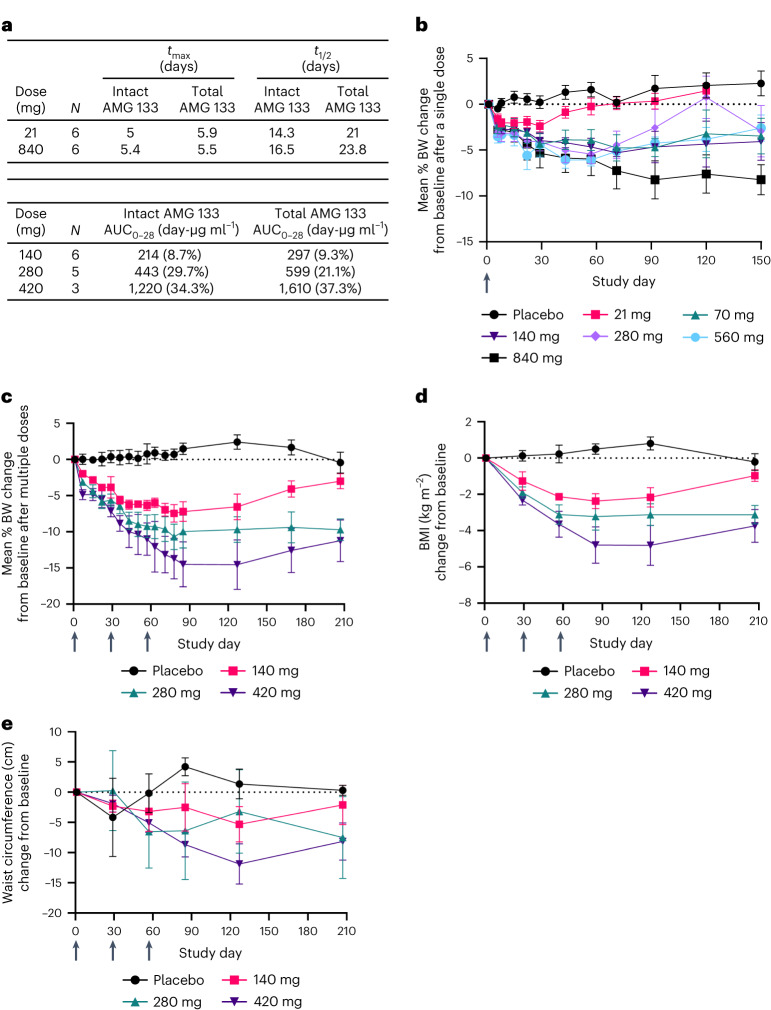 a
tmax
(days)
t1/2
(days)
Dose
(mg)
N
Intact
AMG 133
Total
AMG 133
Intact
AMG 133
Total
AMG 133
21 6 5 5.9 14.3 21
840 6 5.4 5.5 16.5 23.8
Dose
(mg)
N
Intact AMG 133
AUC0–28 (day-µg ml−1)
Total AMG 133
AUC0–28 (day-µg ml−1)
140 6 214 (8.7%) 297 (9.3%)
280 5 443 (29.7%) 599 (21.1%)
420 3 1,220 (34.3%) 1,610 (37.3%)
b
Mean % BW change
from baseline after a single dose
5
0
−5
−10
−15
0 30 60 90 120 150
Study day
Placebo 21 mg 70 mg
140 mg 280 mg 560 mg
840 mg
c
Mean % BW change
from baseline after multiple doses
5
0
−5
−10
−15
−20
0 30 60 90 120 150 180 210
Study day
Placebo 140 mg
280 mg 420 mg
d
BMI (kg m−2)
change from baseline
2
0
−2
−4
−6
−8
0 30 60 90 120 150 180 210
Study day
Placebo 140 mg
280 mg 420 mg
e
Waist circumference (cm)
change from baseline
10
5
0
−5
−10
−15
−20
0 30 60 90 120 150 180 210
Study day
Placebo 140 mg
280 mg 420 mg